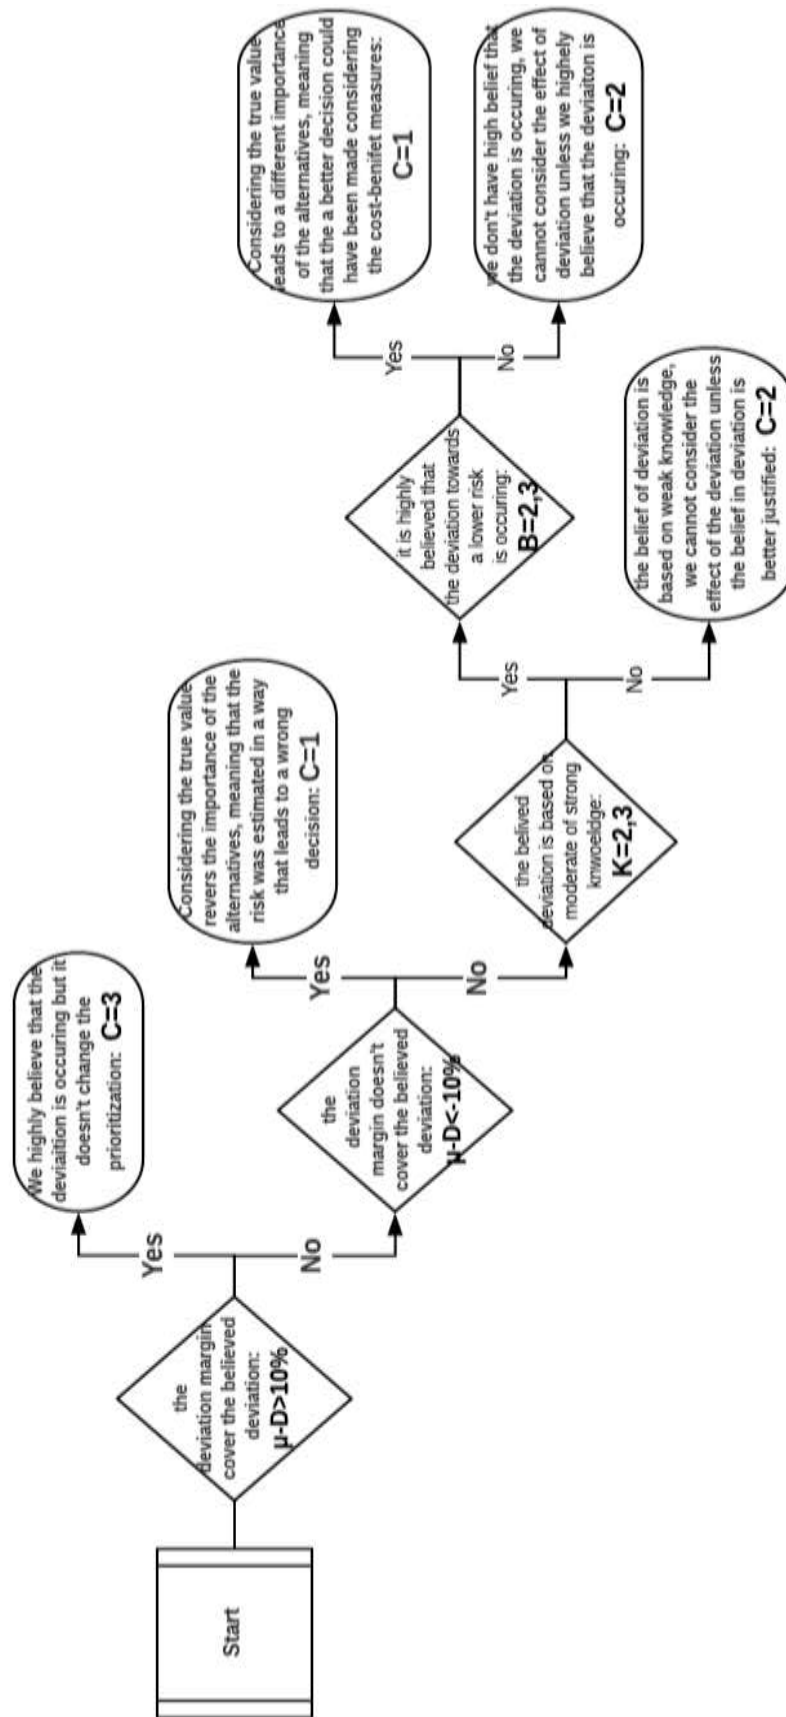 Start
the
deviation margin
cover the believed
deviation:
µ-D>10%
Yes
We highly believe that the
deviaition is occuring but it
doesn't change the
prioritization: C=3
No
the
deviation
margin doesn't
cover the believed
deviation:
µ-D<-10%
Yes
Considering the true value
revers the importance of the
alternatives, meaning that the
risk was estimated in a way
that leads to a wrong
decision: C=1
No
the belived
deviation is based on
moderate of strong
knwoeldge:
K=2,3
Yes
it is highly
believed that
the deviation towards
a lower risk
is occuring:
B=2,3
Yes
Considering the true value
leads to a different importance
of the alternatives, meaning
that the a better decision could
have been made considering
the cost-benifet measures:
C=1
No
we don't have high belief that
the deviation is occuring, we
cannot consider the effect of
deviation unless we highely
believe that the deviaiton is
occuring: C=2
No
the belief of deviation is
based on weak knowledge,
we cannot consider the
effect of the deviation unless
the belief in deviation is
better justified: C=2